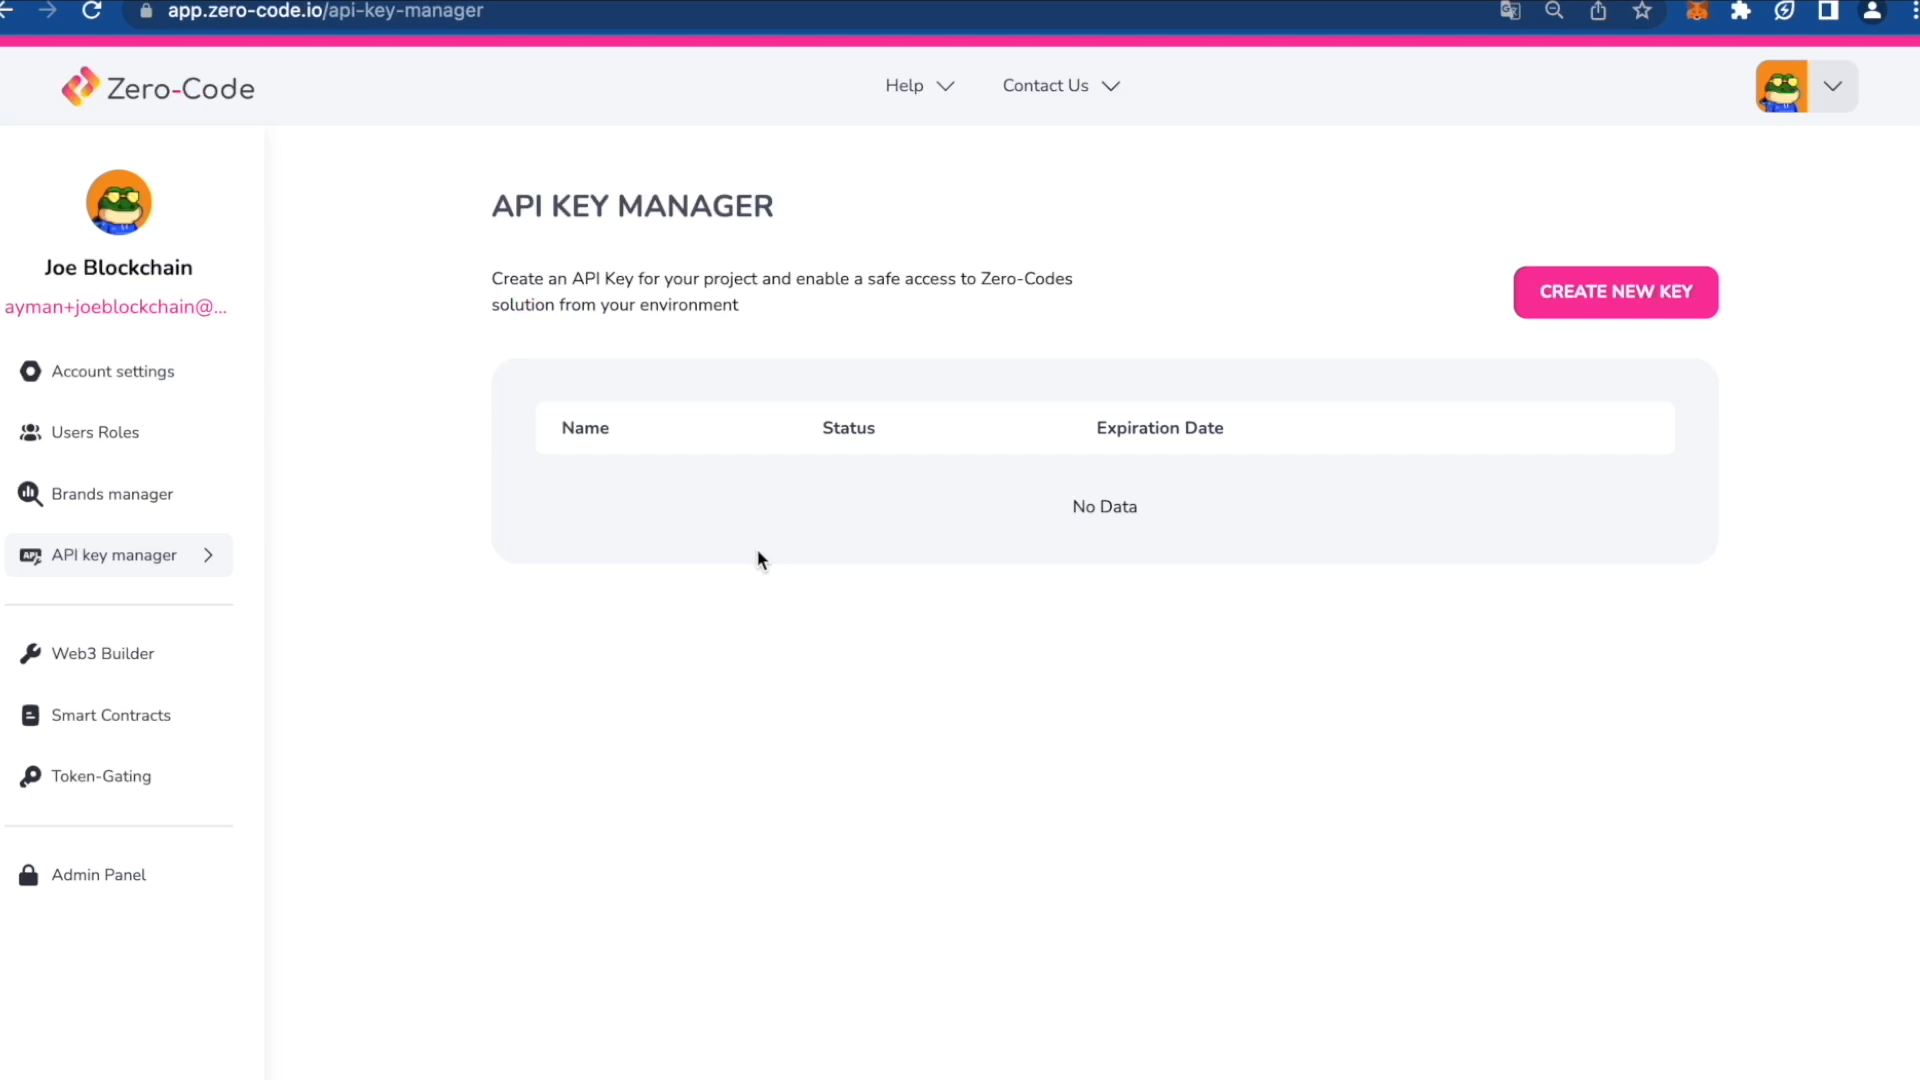 app.zero-code.io/api-key-manager
Zero-Code
Help
Contact Us
Joe Blockchain
ayman+joeblockchain@...
Account settings
Users Roles
Brands manager
API key manager
Web3 Builder
Smart Contracts
Token-Gating
Admin Panel
API KEY MANAGER
Create an API Key for your project and enable a safe access to Zero-Codes
solution from your environment
CREATE NEW KEY
Name Status Expiration Date
No Data